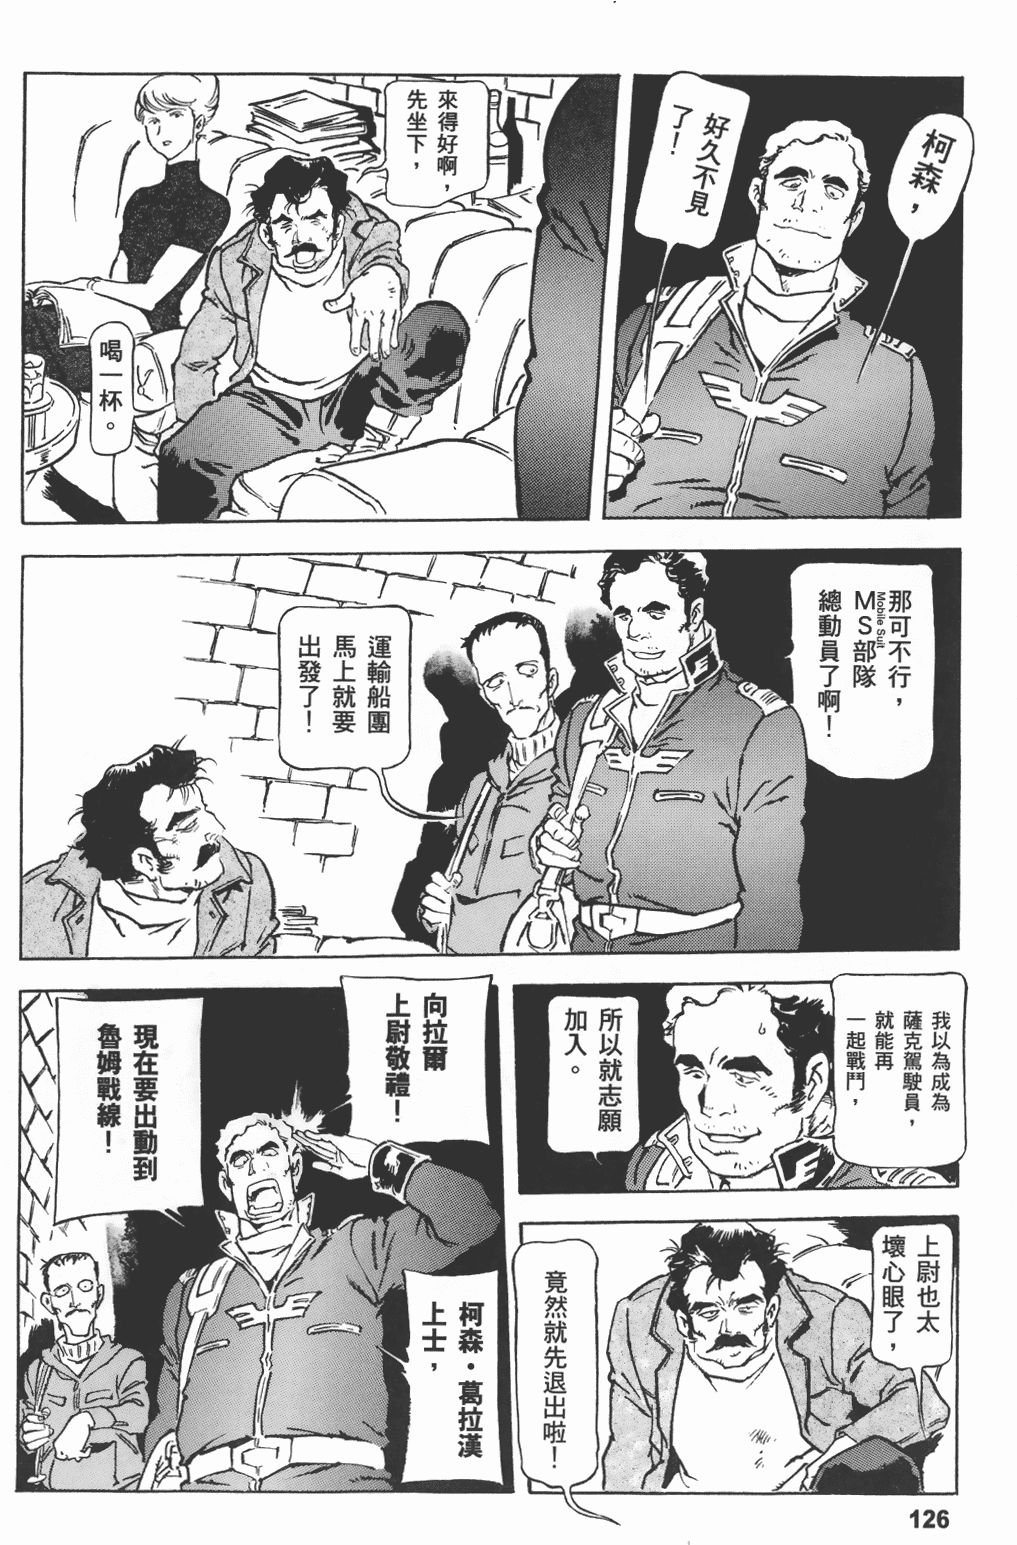 柯森，
好久不見
了！
來得好啊，
先坐下，
喝一杯。
那可不行，
Mobile Suit
MS部隊
總動員了啊！
運輸船團
馬上就要
出發了！
我以為成為
薩克駕駛員，
就能再
一起戰鬥，
所以就志願
加入。
上尉也太
壞心眼了，
竟然就先退出啦！
柯森・葛拉漢
上士，
向拉爾
上尉敬禮！
現在要出動到
魯姆戰線！
126